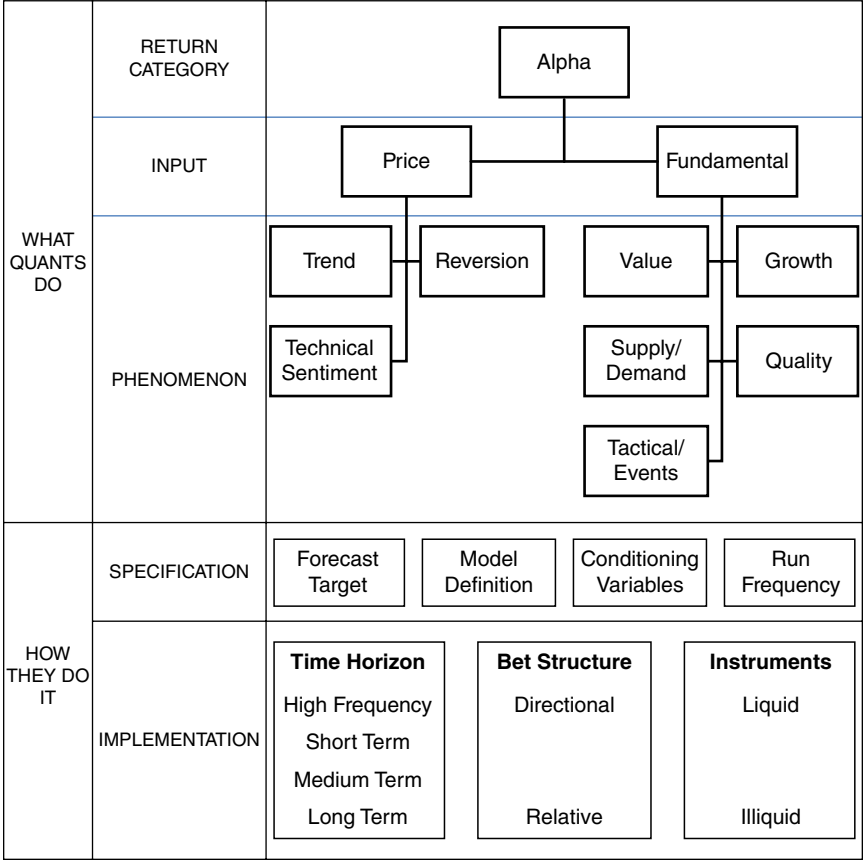 RETURN
CATEGORY
Alpha
INPUT
Price
Fundamental
WHAT
QUANTS
DO
PHENOMENON
Trend
Reversion
Value
Growth
Technical
Sentiment
Supply/
Demand
Quality
Tactical/
Events
HOW
THEY DO
IT
SPECIFICATION
Forecast
Target
Model
Definition
Conditioning
Variables
Run
Frequency
IMPLEMENTATION
Time Horizon
High Frequency
Short Term
Medium Term
Long Term
Bet Structure
Directional
Relative
Instruments
Liquid
Illiquid